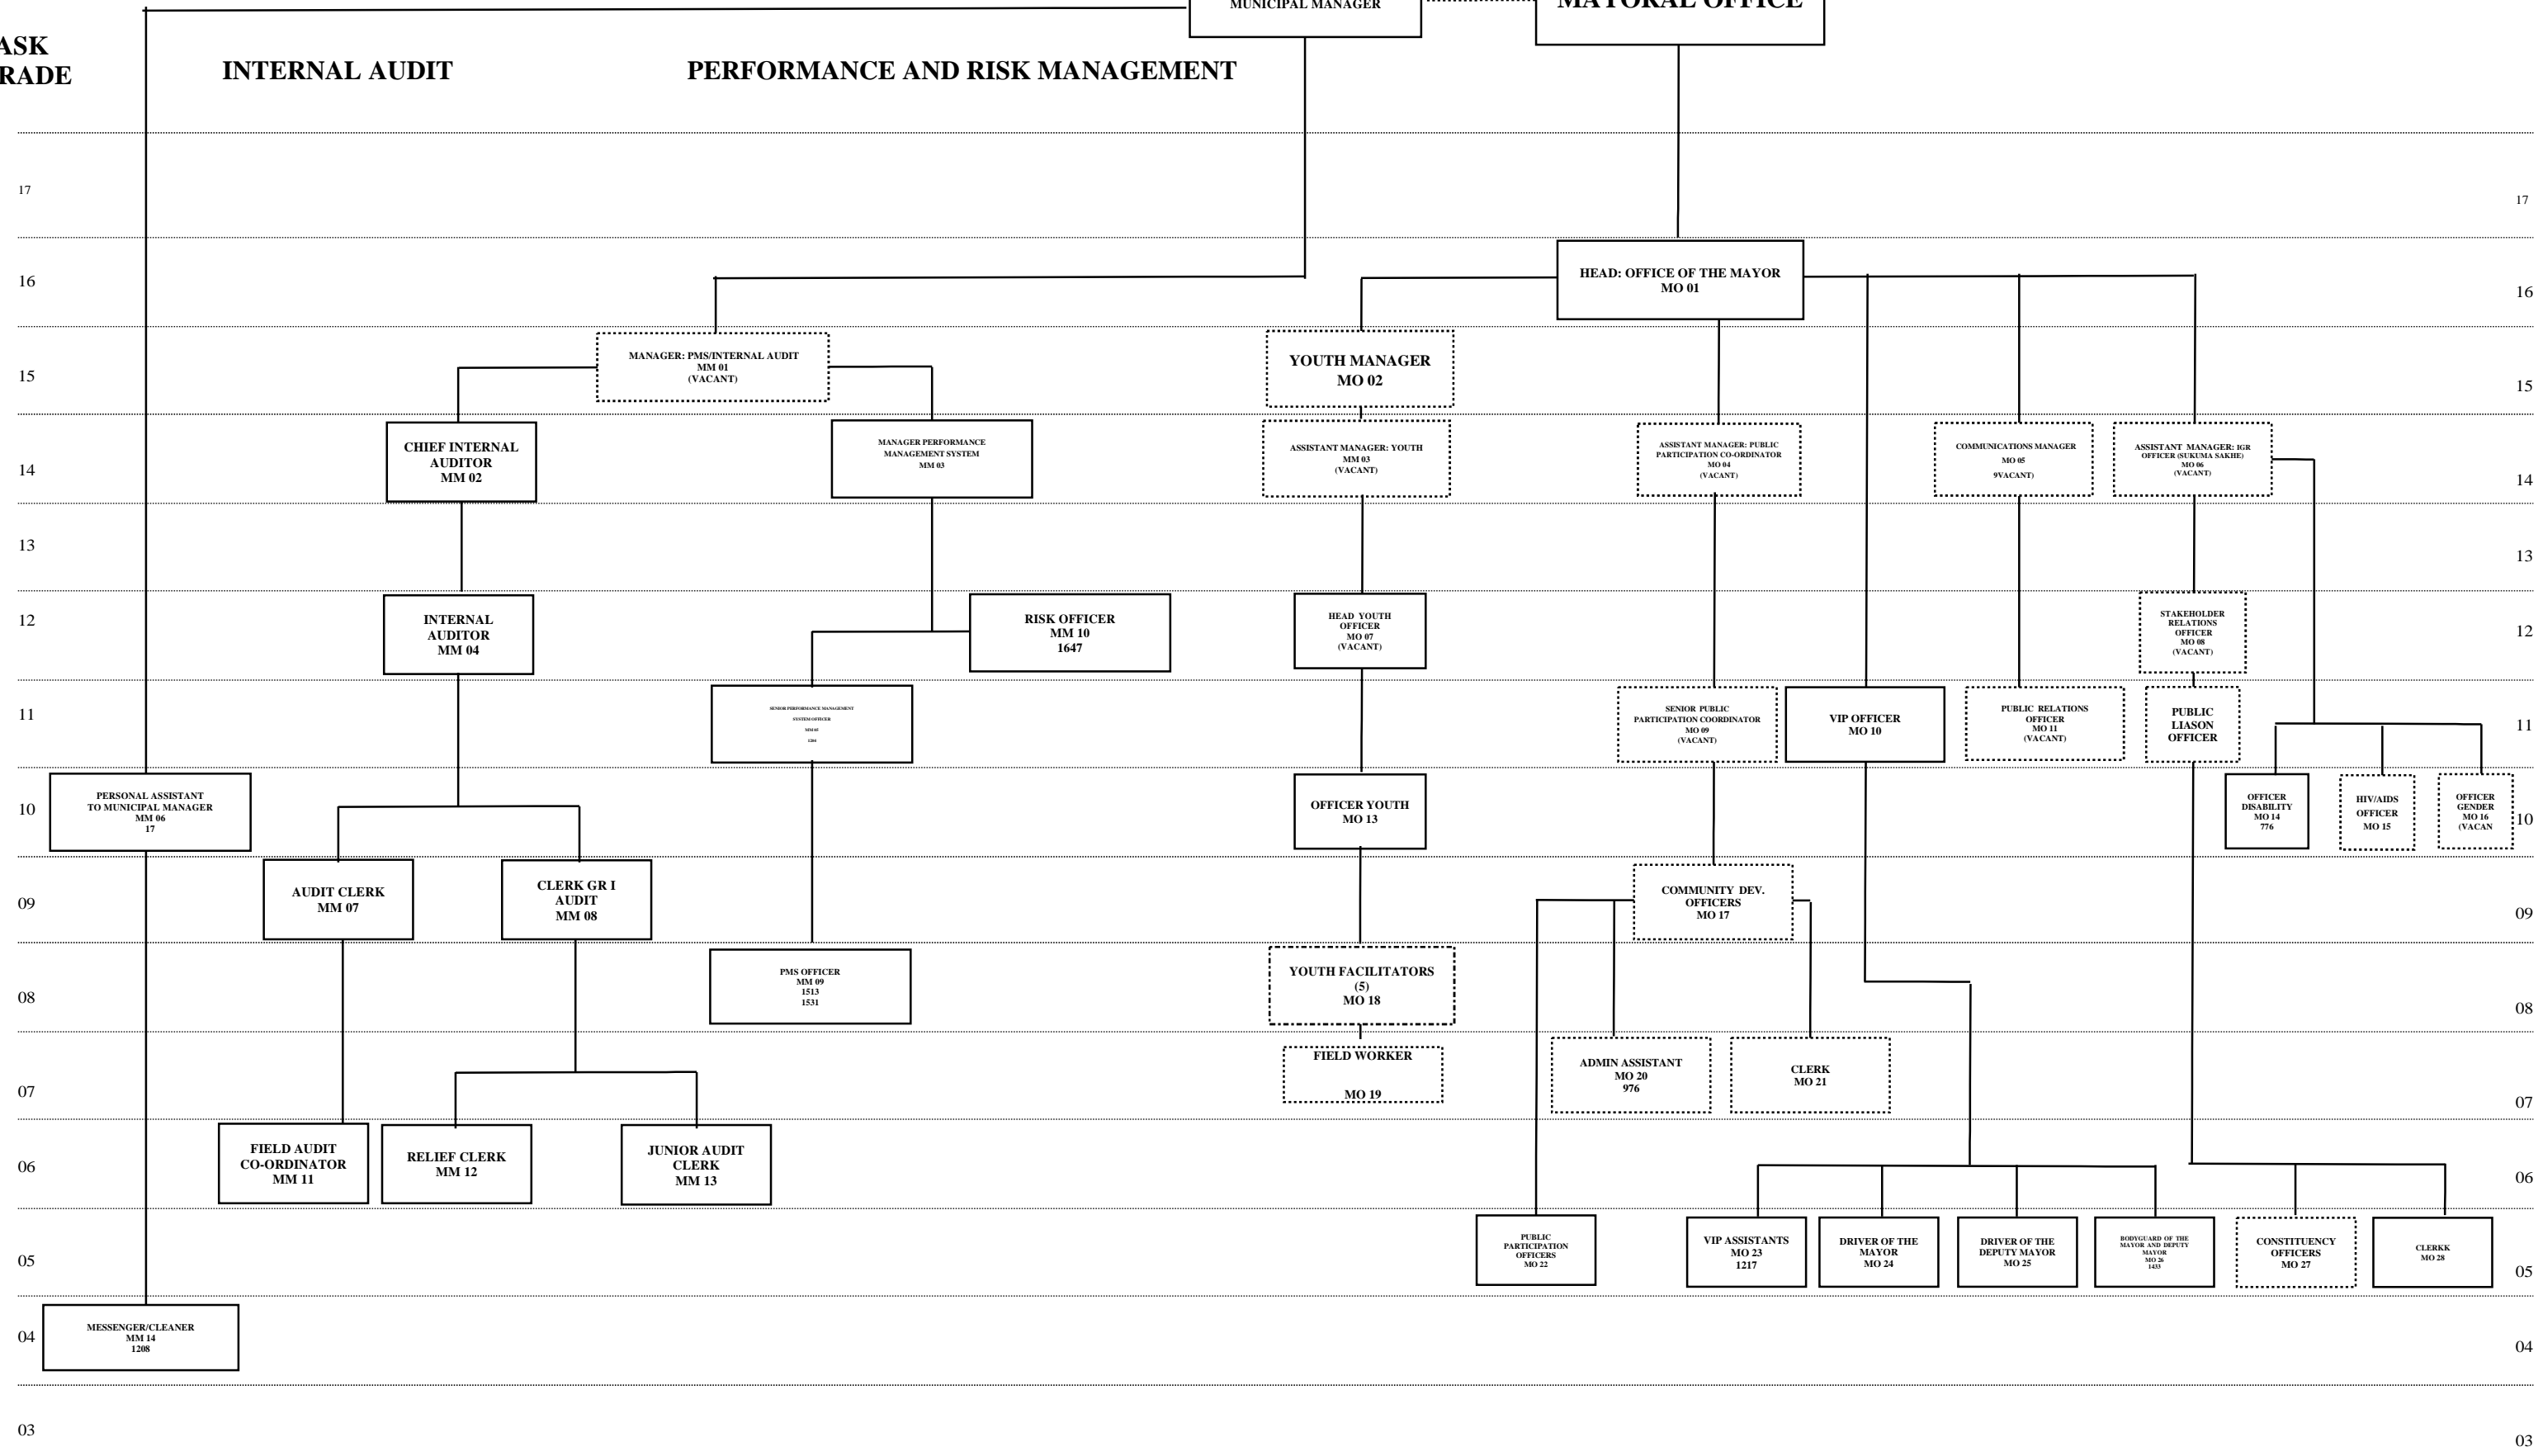 MUNICIPAL MANAGER
MAYORAL OFFICE
ASK
RADE
INTERNAL AUDIT
PERFORMANCE AND RISK MANAGEMENT
17
17
16
HEAD: OFFICE OF THE MAYOR
MO 01
16
15
MANAGER: PMS/INTERNAL AUDIT
MM 01
(VACANT)
YOUTH MANAGER
MO 02
15
14
CHIEF INTERNAL
AUDITOR
MM 02
MANAGER PERFORMANCE
MANAGEMENT SYSTEM
MM 03
ASSISTANT MANAGER: YOUTH
MM 03
(VACANT)
ASSISTANT MANAGER: PUBLIC
PARTICIPATION CO-ORDINATOR
MO 04
(VACANT)
COMMUNICATIONS MANAGER
MO 05
9VACANT)
ASSISTANT MANAGER: IGR
OFFICER (SUKUMA SAKHE)
MO 06
(VACANT)
14
13
13
12
INTERNAL
AUDITOR
MM 04
RISK OFFICER
MM 10
1647
HEAD YOUTH
OFFICER
MO 07
(VACANT)
STAKEHOLDER
RELATIONS
OFFICER
MO 08
(VACANT)
12
11
SENIOR PERFORMANCE MANAGEMENT
SYSTEM OFFICER
MM 05
SENIOR PUBLIC
PARTICIPATION COORDINATOR
MO 09
(VACANT)
VIP OFFICER
MO 10
PUBLIC RELATIONS
OFFICER
MO 11
(VACANT)
PUBLIC
LIASON
OFFICER
11
10
PERSONAL ASSISTANT
TO MUNICIPAL MANAGER
MM 06
17
OFFICER YOUTH
MO 13
OFFICER
DISABILITY
MO 14
776
HIV/AIDS
OFFICER
MO 15
OFFICER
GENDER
MO 16
(VACAN
10
09
AUDIT CLERK
MM 07
CLERK GR I
AUDIT
MM 08
COMMUNITY DEV.
OFFICERS
MO 17
09
08
PMS OFFICER
MM 09
1513
1531
YOUTH FACILITATORS
(5)
MO 18
08
07
FIELD WORKER
MO 19
ADMIN ASSISTANT
MO 20
976
CLERK
MO 21
07
06
FIELD AUDIT
CO-ORDINATOR
MM 11
RELIEF CLERK
MM 12
JUNIOR AUDIT
CLERK
MM 13
06
05
PUBLIC
PARTICIPATION
OFFICERS
MO 22
VIP ASSISTANTS
MO 23
1217
DRIVER OF THE
MAYOR
MO 24
DRIVER OF THE
DEPUTY MAYOR
MO 25
BODYGUARD OF THE
MAYOR AND DEPUTY
MAYOR
MO 26
1433
CONSTITUENCY
OFFICERS
MO 27
CLERKK
MO 28
05
04
MESSENGER/CLEANER
MM 14
1208
04
03
03